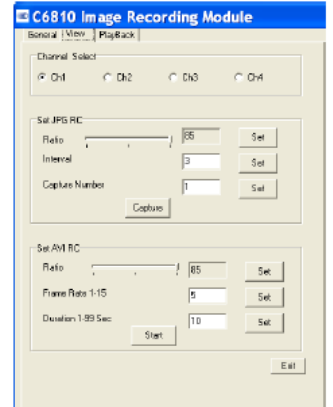 C6810 Image Recording Module
General View PlayBack
Channel Select
Ch1 Ch2 Ch3 Ch4
Set JPG RC
Ratio 85 Set
Interval 3 Set
Capture Number 1 Set
Capture
Set AVI RC
Ratio 85 Set
Frame Rate 1-15 5 Set
Duration 1-99 Sec 10 Set
Start
Exit